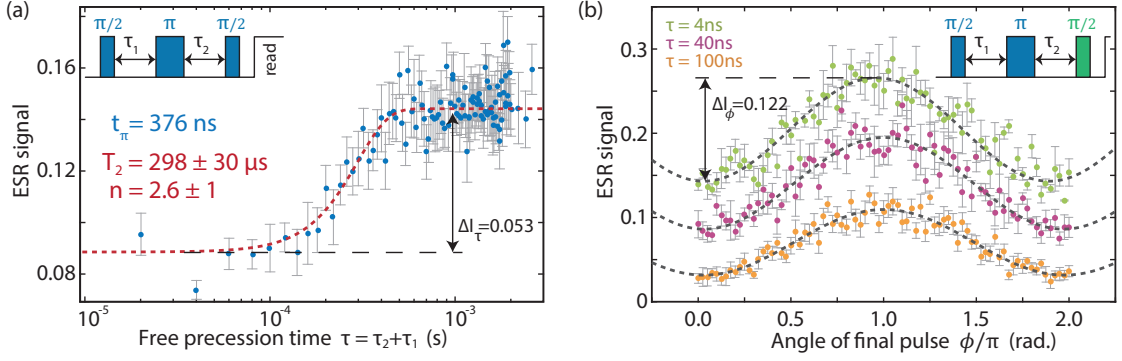 (a)
π/2 π π/2
τ₁ τ₂
read
0.16
0.12
0.08
ESR signal
t_π = 376 ns
T₂ = 298 ± 30 μs
n = 2.6 ± 1
ΔI_τ=0.053
10⁻⁵ 10⁻⁴ 10⁻³
Free precession time τ = τ₂+τ₁ (s)
(b)
τ = 4ns
τ = 40ns
τ = 100ns
π/2 π π/2
τ₁ τ₂
0.3
0.2
0.1
0
ESR signal
ΔI_ϕ=0.122
0.0 0.5 1.0 1.5 2.0
Angle of final pulse ϕ/π (rad.)